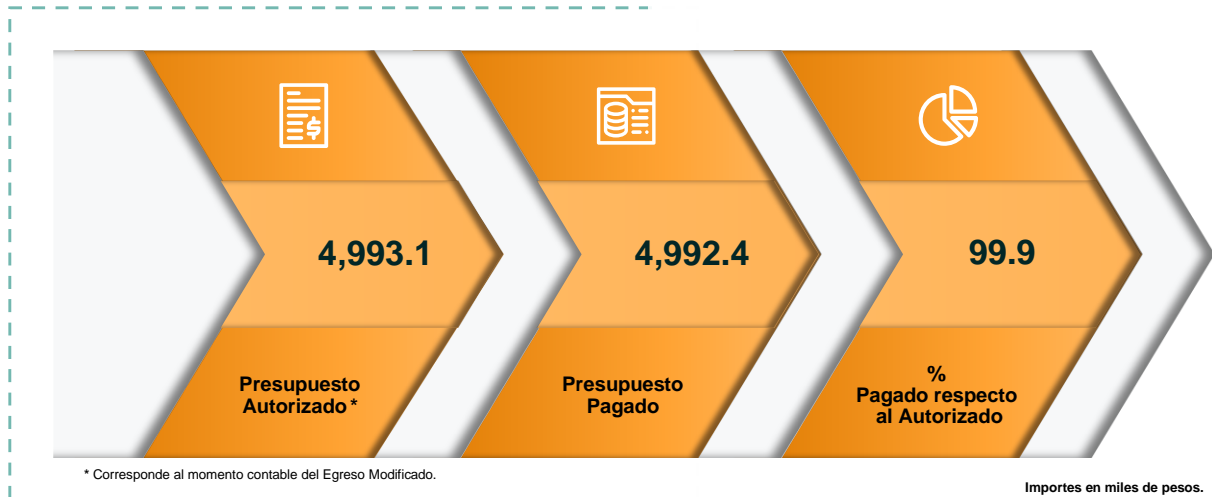 4,993.1
4,992.4
99.9
Presupuesto
Autorizado *
Presupuesto
Pagado
%
Pagado respecto
al Autorizado
* Corresponde al momento contable del Egreso Modificado.
Importes en miles de pesos.